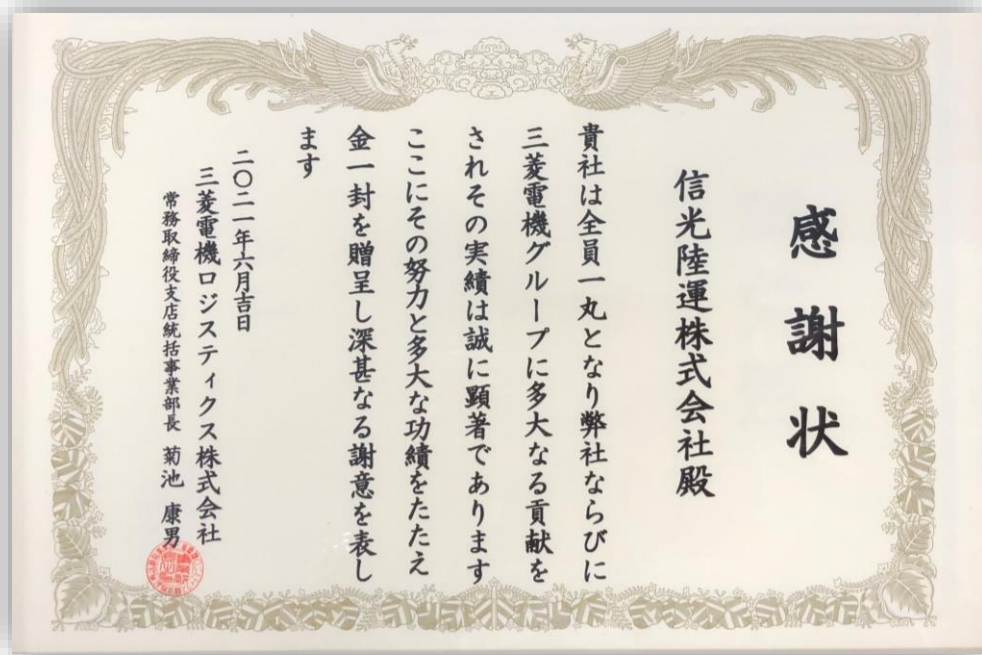 感謝状
信光陸運株式会社殿
貴社は全員一丸となり弊社ならびに
三菱電機グループに多大なる貢献を
されその実績は誠に顕著であります
ここにその努力と多大な功績をたたえ
金一封を贈呈し深甚なる謝意を表し
ます
二〇二一年六月吉日
三菱電機ロジスティクス株式会社
常務取締役支店統括事業部長 菊池 康男